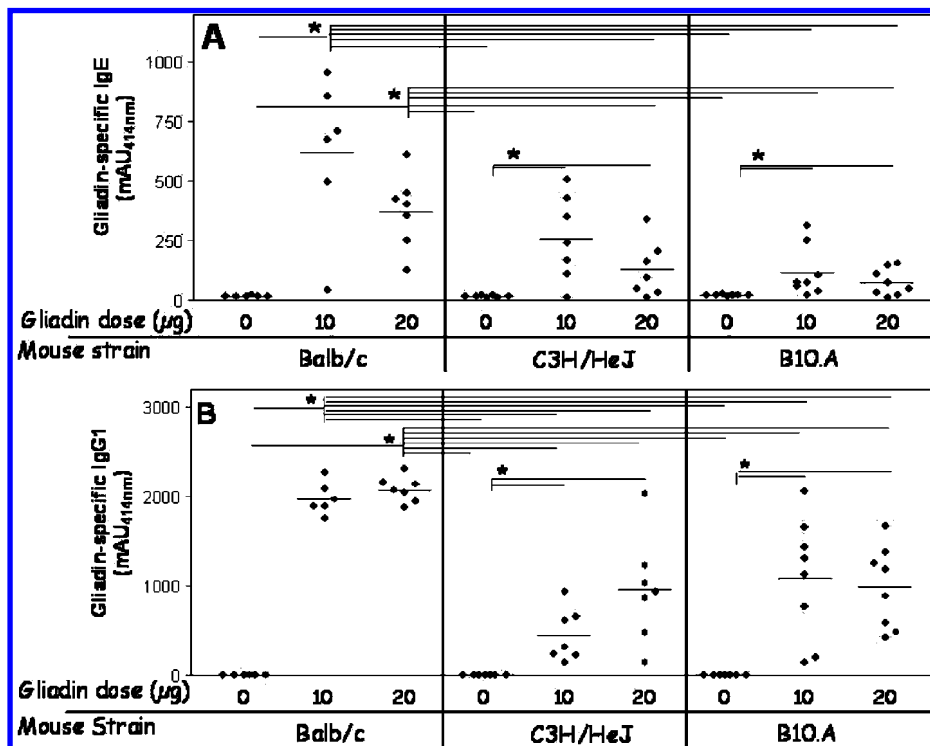 A
*
Gliadin-specific IgE
(mAU414nm)
1000
750
500
250
0
*
*
*
Gliadin dose (µg)
0 10 20 0 10 20 0 10 20
Mouse strain
Balb/c C3H/HeJ B10.A
B
*
Gliadin-specific IgG1
(mAU414nm)
3000
2000
1000
0
*
*
*
Gliadin dose (µg)
0 10 20 0 10 20 0 10 20
Mouse Strain
Balb/c C3H/HeJ B10.A